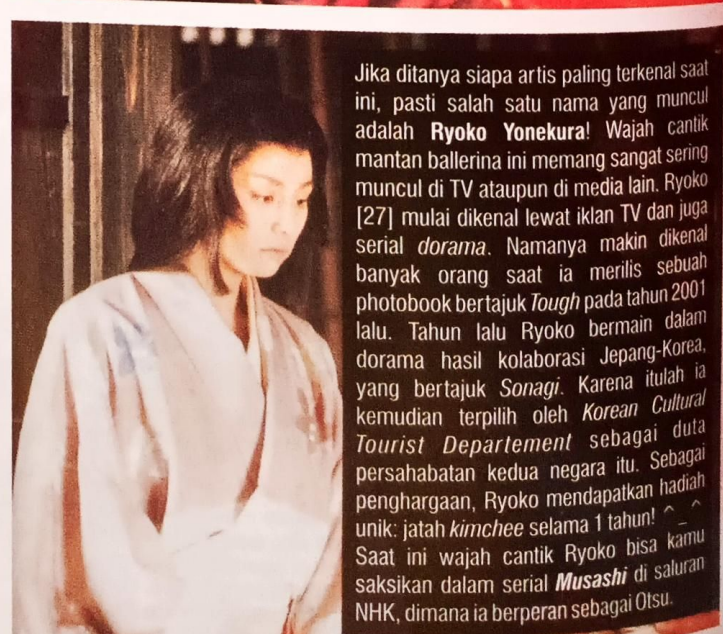 Jika ditanya siapa artis paling terkenal saat
ini, pasti salah satu nama yang muncul
adalah Ryoko Yonekura! Wajah cantik
mantan ballerina ini memang sangat sering
muncul di TV ataupun di media lain. Ryoko
[27] mulai dikenal lewat iklan TV dan juga
serial dorama. Namanya makin dikenal
banyak orang saat ia merilis sebuah
photobook bertajuk Tough pada tahun 2001
lalu. Tahun lalu Ryoko bermain dalam
dorama hasil kolaborasi Jepang-Korea,
yang bertajuk Sonagi. Karena itulah ia
kemudian terpilih oleh Korean Cultural
Tourist Departement sebagai duta
persahabatan kedua negara itu. Sebagai
penghargaan, Ryoko mendapatkan hadiah
unik: jatah kimchee selama 1 tahun! ^_^
Saat ini wajah cantik Ryoko bisa kamu
saksikan dalam serial Musashi di saluran
NHK, dimana ia berperan sebagai Otsu.